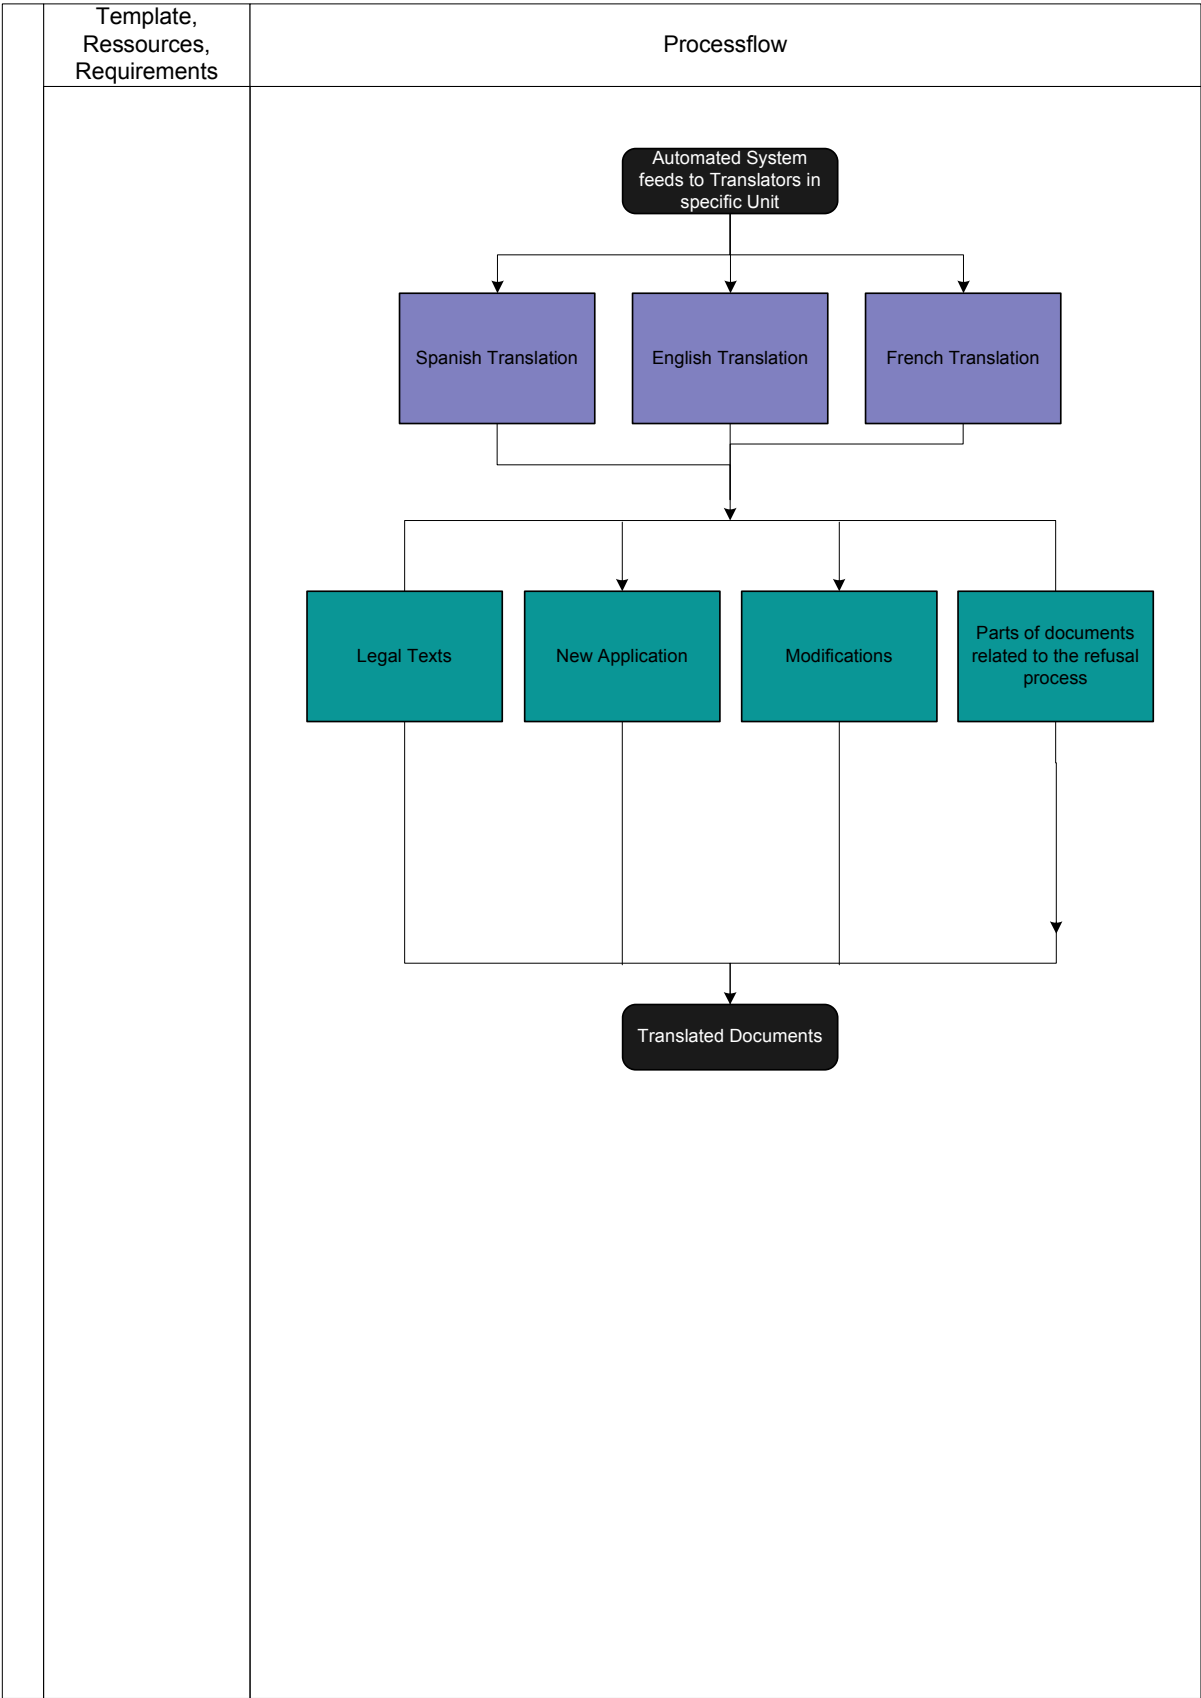 Template,
Ressources,
Requirements
Processflow
Automated System
feeds to Translators in
specific Unit
Spanish Translation
English Translation
French Translation
Legal Texts
New Application
Modifications
Parts of documents
related to the refusal
process
Translated Documents